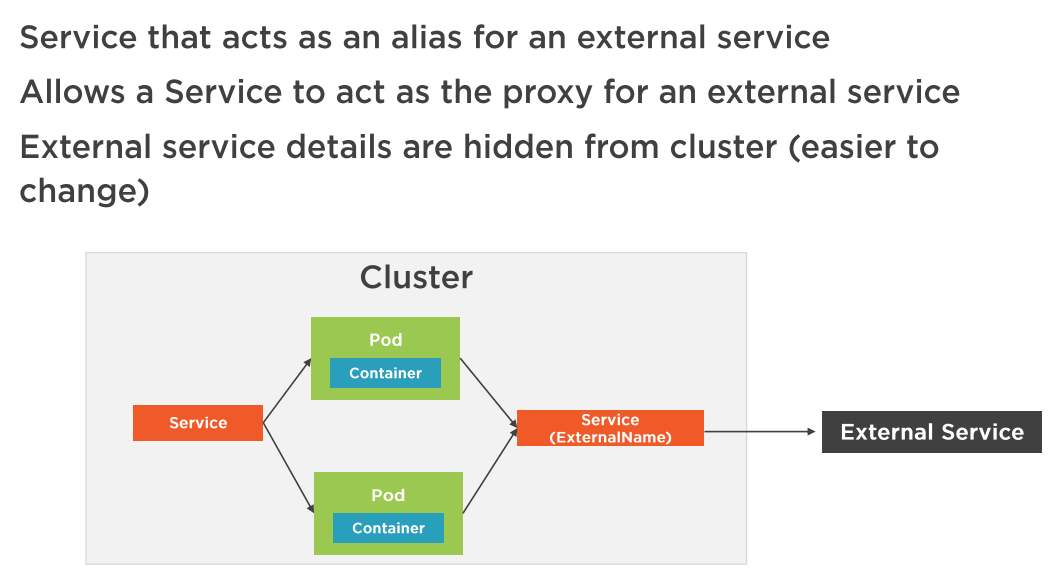 Service that acts as an alias for an external service
Allows a Service to act as the proxy for an external service
External service details are hidden from cluster (easier to
change)
Cluster
Pod
Container
Service
Service
(ExternalName)
External Service
Pod
Container